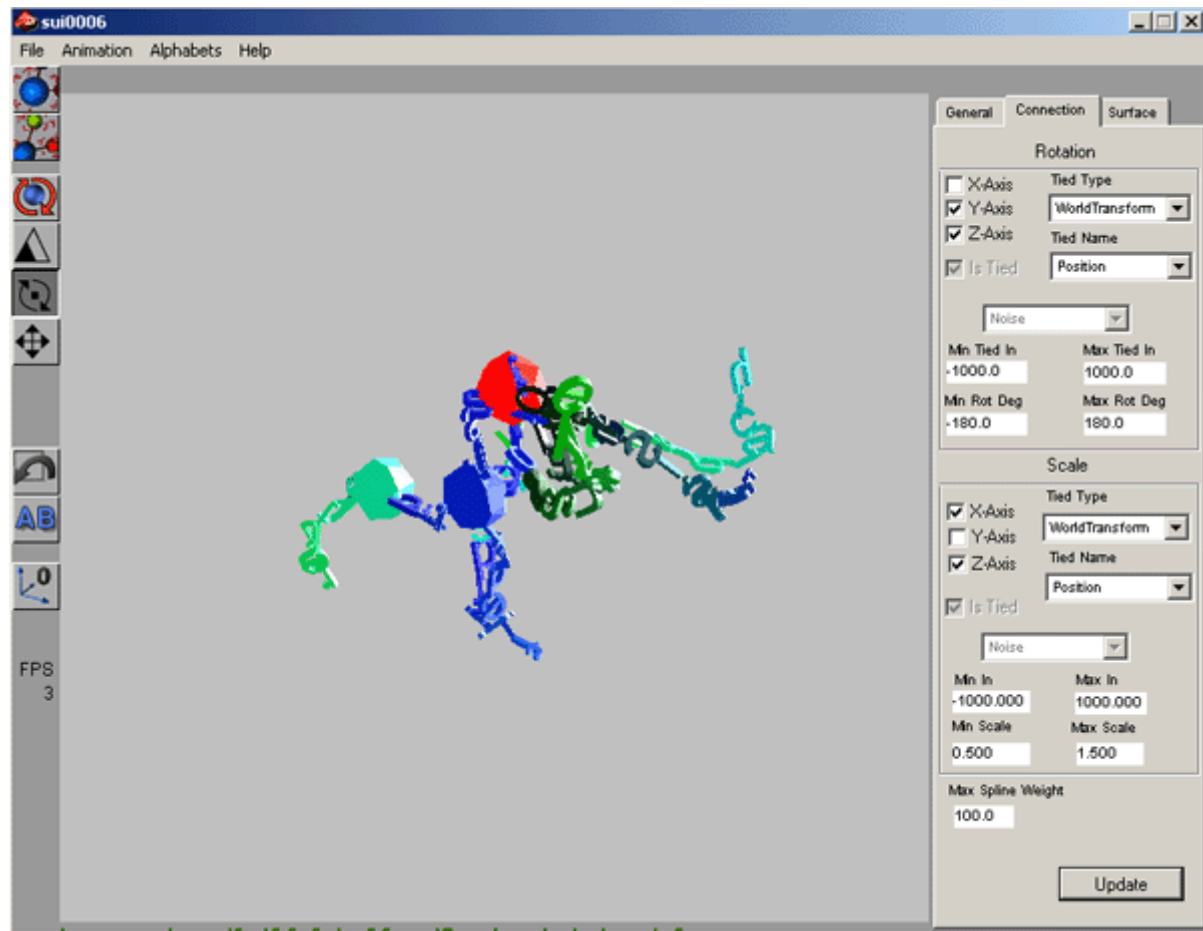 sui0006
File Animation Alphabets Help
General Connection Surface
Rotation
X-Axis
Tied Type
Y-Axis
WorldTransform
Z-Axis
Tied Name
Is Tied
Position
Noise
Min Tied In Max Tied In
-1000.0 1000.0
Min Rot Deg Max Rot Deg
-180.0 180.0
Scale
Tied Type
X-Axis
WorldTransform
Y-Axis
Tied Name
Z-Axis
Position
Is Tied
Noise
Min In Max In
-1000.000 1000.000
Min Scale Max Scale
0.500 1.500
Max Spline Weight
100.0
Update
AB
0
FPS
3